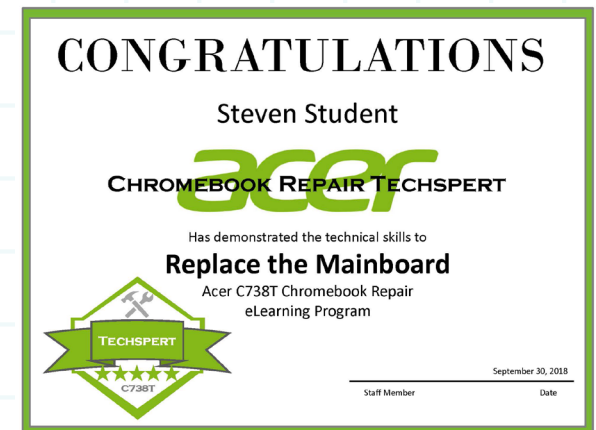 CONGRATULATIONS
Steven Student
acer
CHROMEBOOK REPAIR TECHSPERT
Has demonstrated the technical skills to
Replace the Mainboard
Acer C738T Chromebook Repair
eLearning Program
TECHSPERT
C738T
September 30, 2018
Staff Member Date